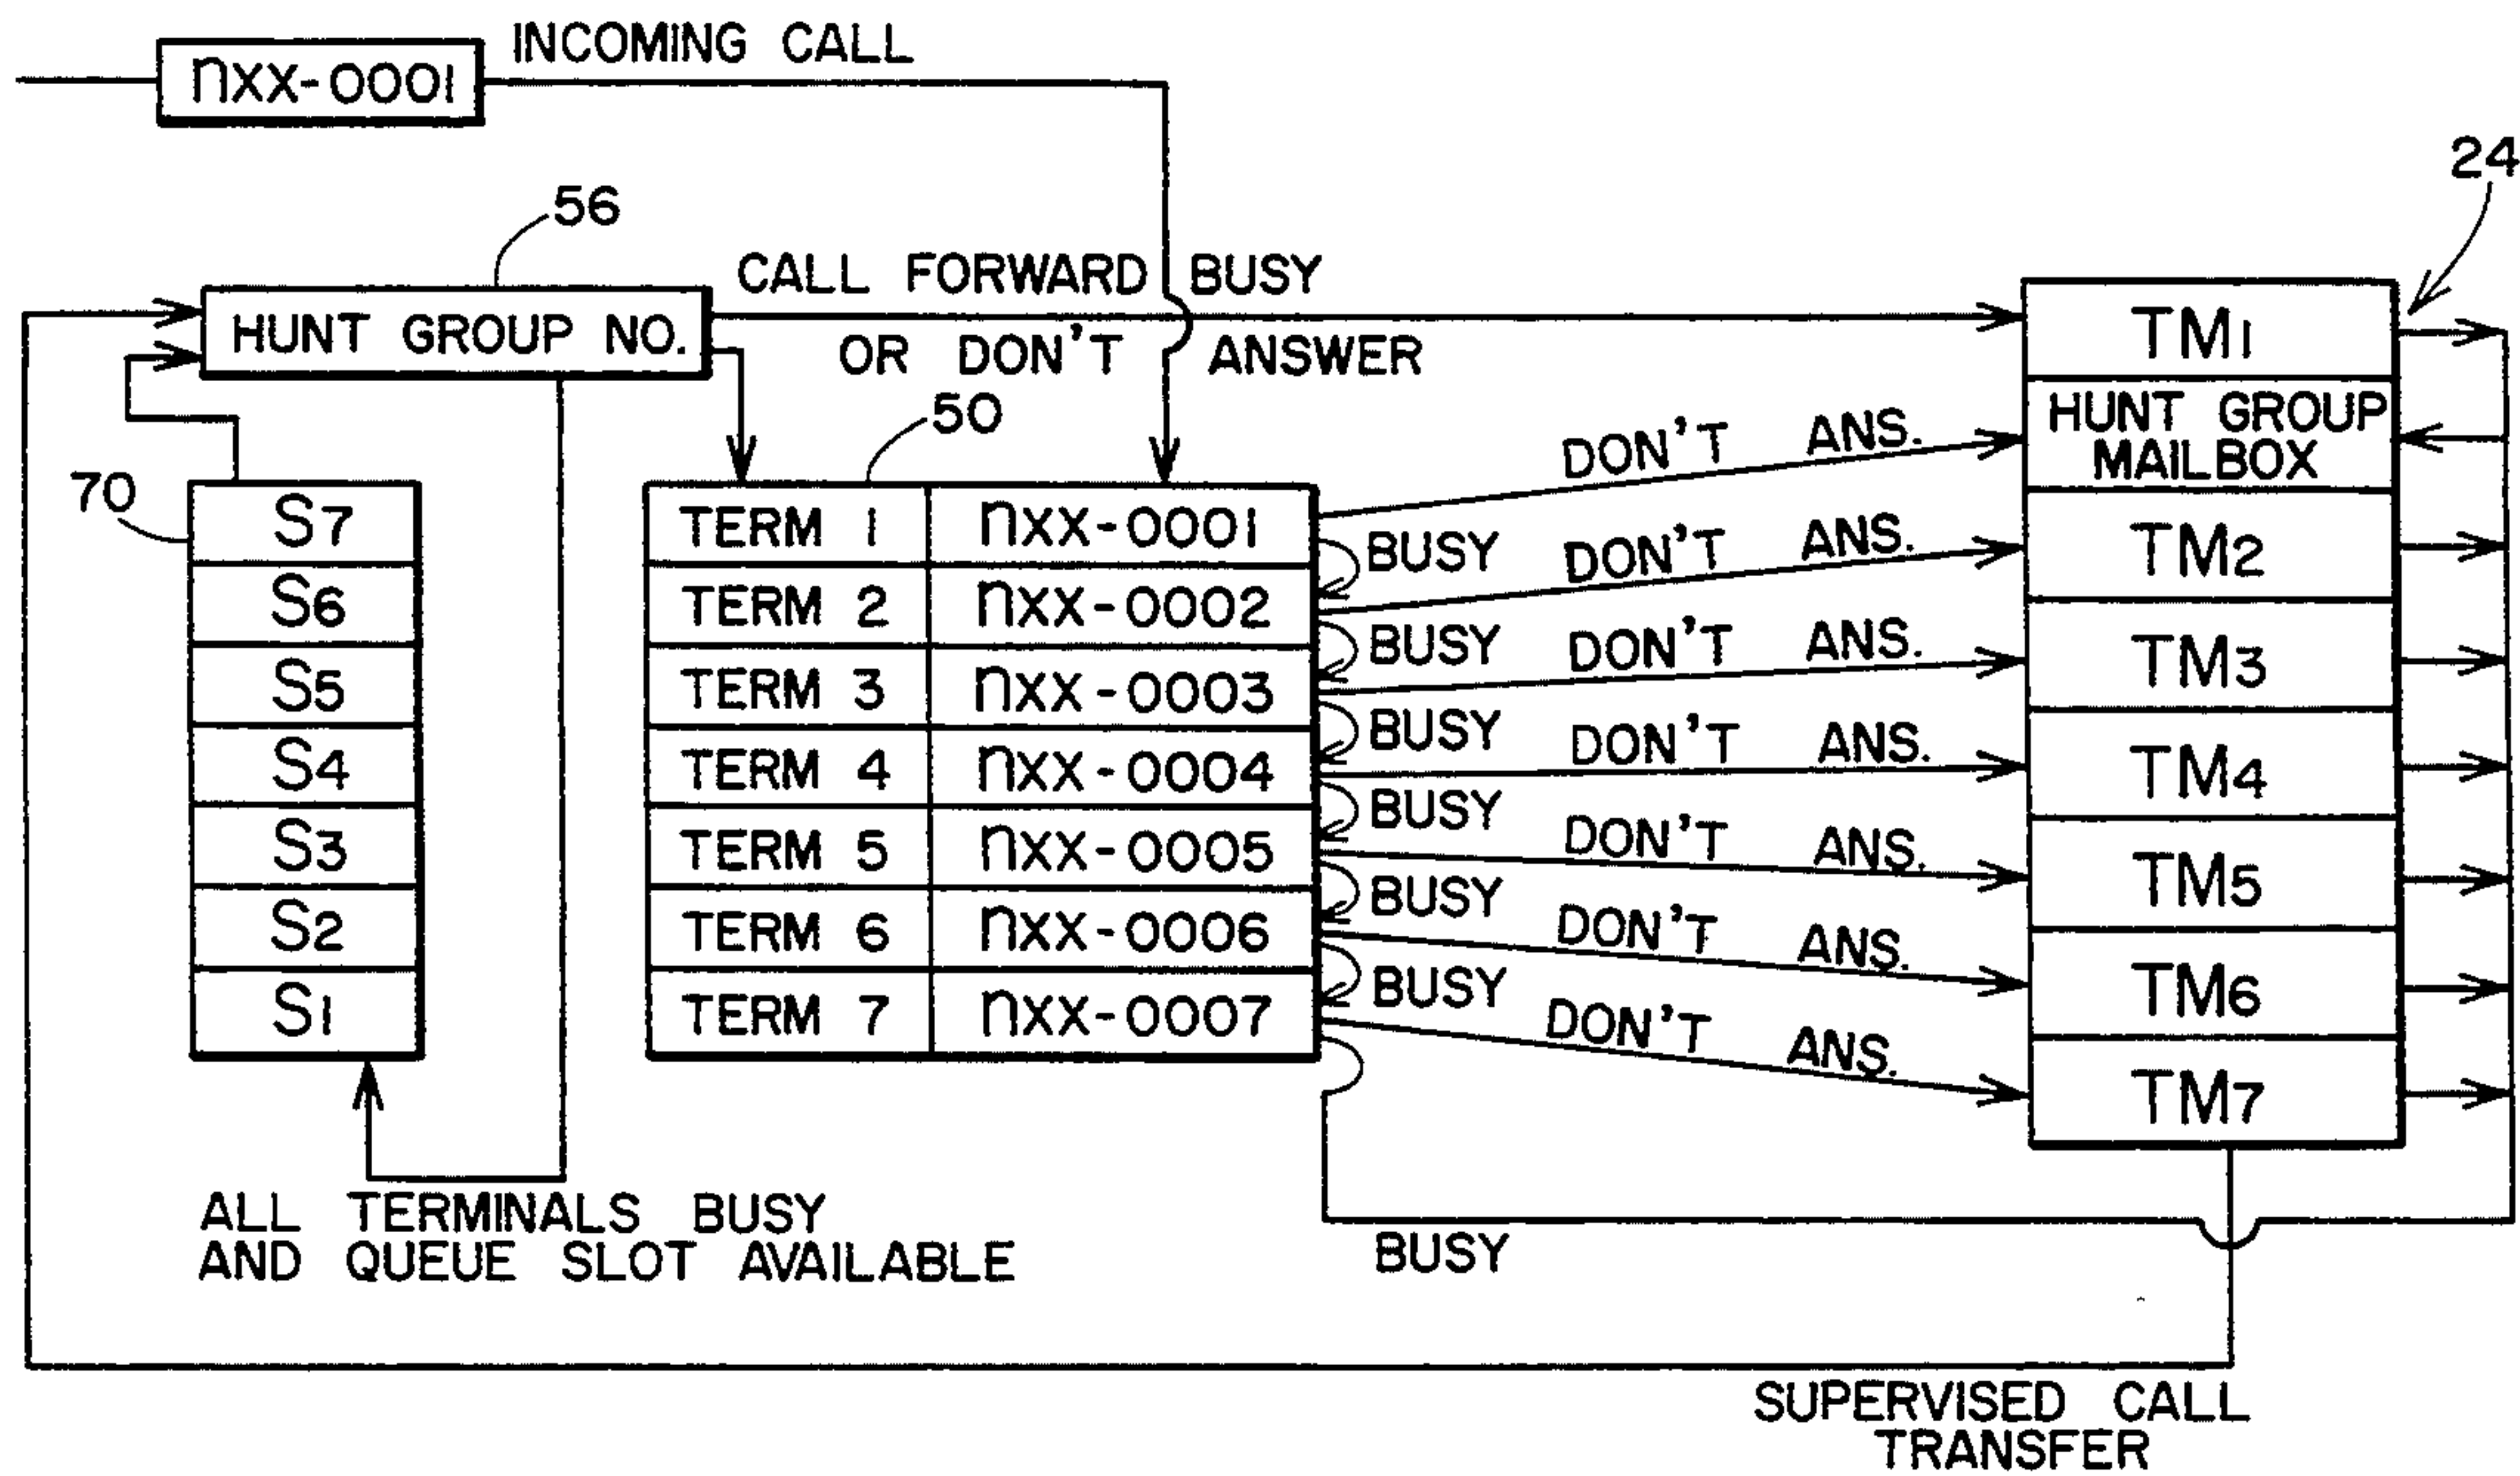 nxx-0001
INCOMING CALL
24
56
CALL FORWARD BUSY
OR DON'T ANSWER
HUNT GROUP NO.
TM1
HUNT GROUP
MAILBOX
TM2
TM3
TM4
TM5
TM6
TM7
50
70
S7
S6
S5
S4
S3
S2
S1
TERM 1 nxx-0001
TERM 2 nxx-0002
TERM 3 nxx-0003
TERM 4 nxx-0004
TERM 5 nxx-0005
TERM 6 nxx-0006
TERM 7 nxx-0007
DON'T ANS.
BUSY
DON'T ANS.
BUSY
DON'T ANS.
BUSY
DON'T ANS.
BUSY
DON'T ANS.
BUSY
DON'T ANS.
BUSY
DON'T ANS.
ALL TERMINALS BUSY
AND QUEUE SLOT AVAILABLE
BUSY
SUPERVISED CALL
TRANSFER